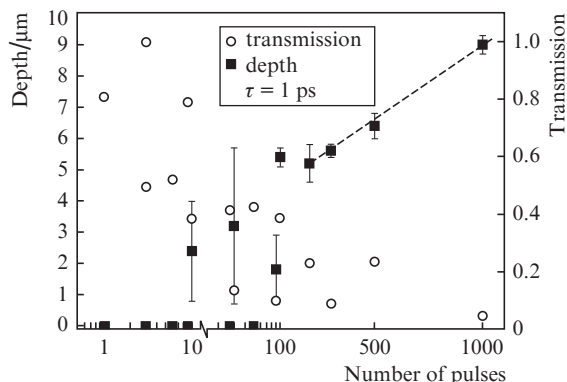 Depth/µm
10
9
8
7
6
5
4
3
2
1
0
transmission
depth
τ = 1 ps
1.0
0.8
0.6
0.4
0.2
0
Transmission
1 10 100 500 1000
Number of pulses